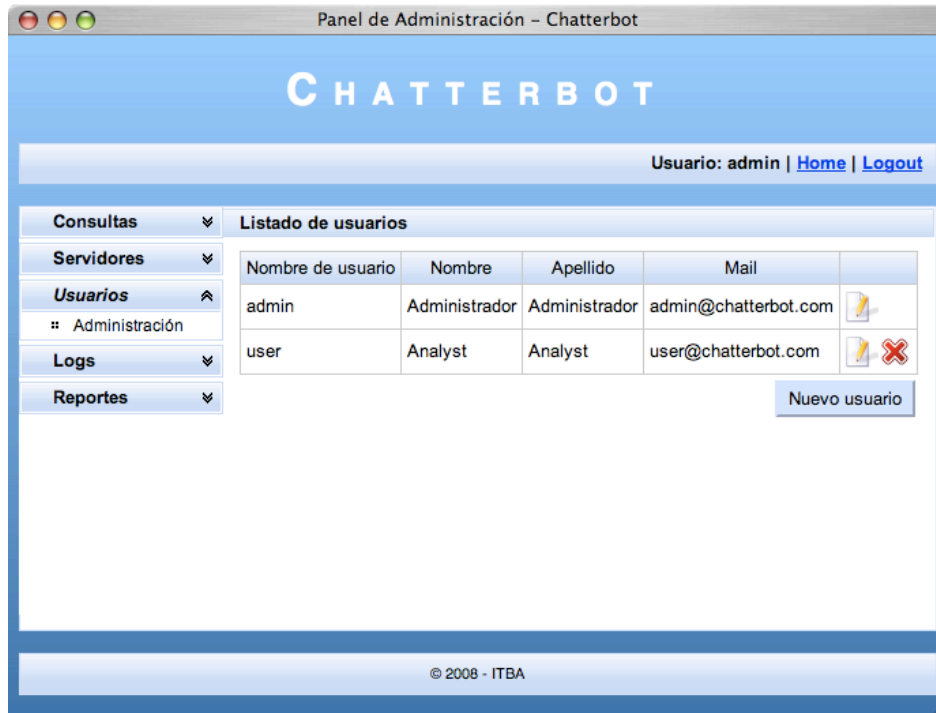 Panel de Administración – Chatterbot
CHATTERBOT
Usuario: admin | Home | Logout
Consultas
Servidores
Usuarios
Administración
Logs
Reportes
Listado de usuarios
Nombre de usuario Nombre Apellido Mail
admin Administrador Administrador admin@chatterbot.com
user Analyst Analyst user@chatterbot.com
Nuevo usuario
© 2008 - ITBA